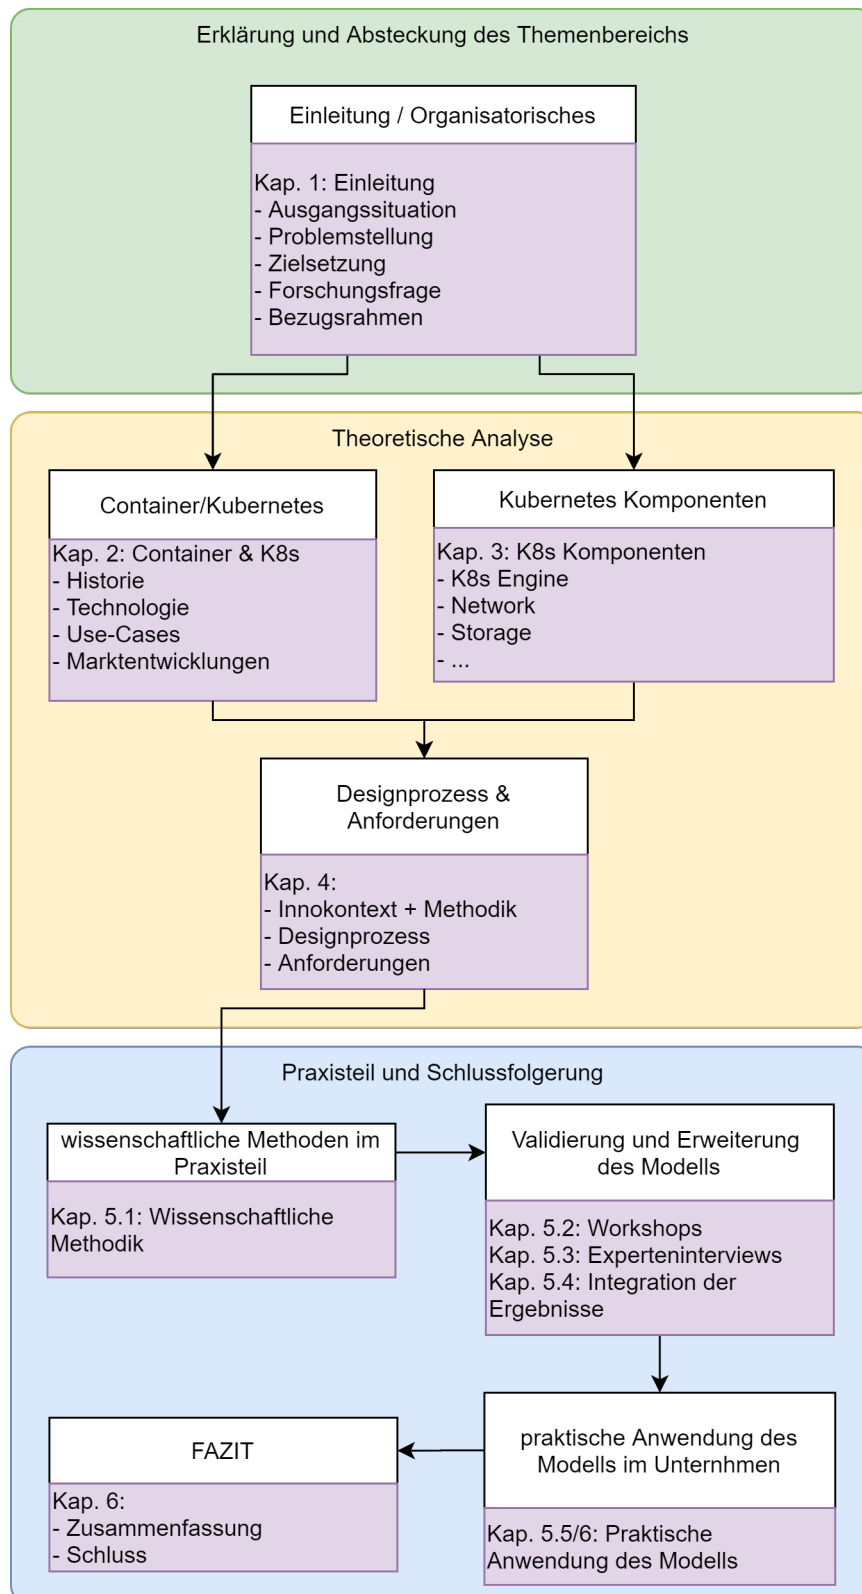 Erklärung und Absteckung des Themenbereichs
Einleitung / Organisatorisches
Kap. 1: Einleitung
- Ausgangssituation
- Problemstellung
- Zielsetzung
- Forschungsfrage
- Bezugsrahmen
Theoretische Analyse
Container/Kubernetes
Kap. 2: Container & K8s
- Historie
- Technologie
- Use-Cases
- Marktentwicklungen
Kubernetes Komponenten
Kap. 3: K8s Komponenten
- K8s Engine
- Network
- Storage
- ...
Designprozess &
Anforderungen
Kap. 4:
- Innokontext + Methodik
- Designprozess
- Anforderungen
Praxisteil und Schlussfolgerung
wissenschaftliche Methoden im
Praxisteil
Kap. 5.1: Wissenschaftliche
Methodik
Validierung und Erweiterung
des Modells
Kap. 5.2: Workshops
Kap. 5.3: Experteninterviews
Kap. 5.4: Integration der
Ergebnisse
praktische Anwendung des
Modells im Unternhmen
Kap. 5.5/6: Praktische
Anwendung des Modells
FAZIT
Kap. 6:
- Zusammenfassung
- Schluss